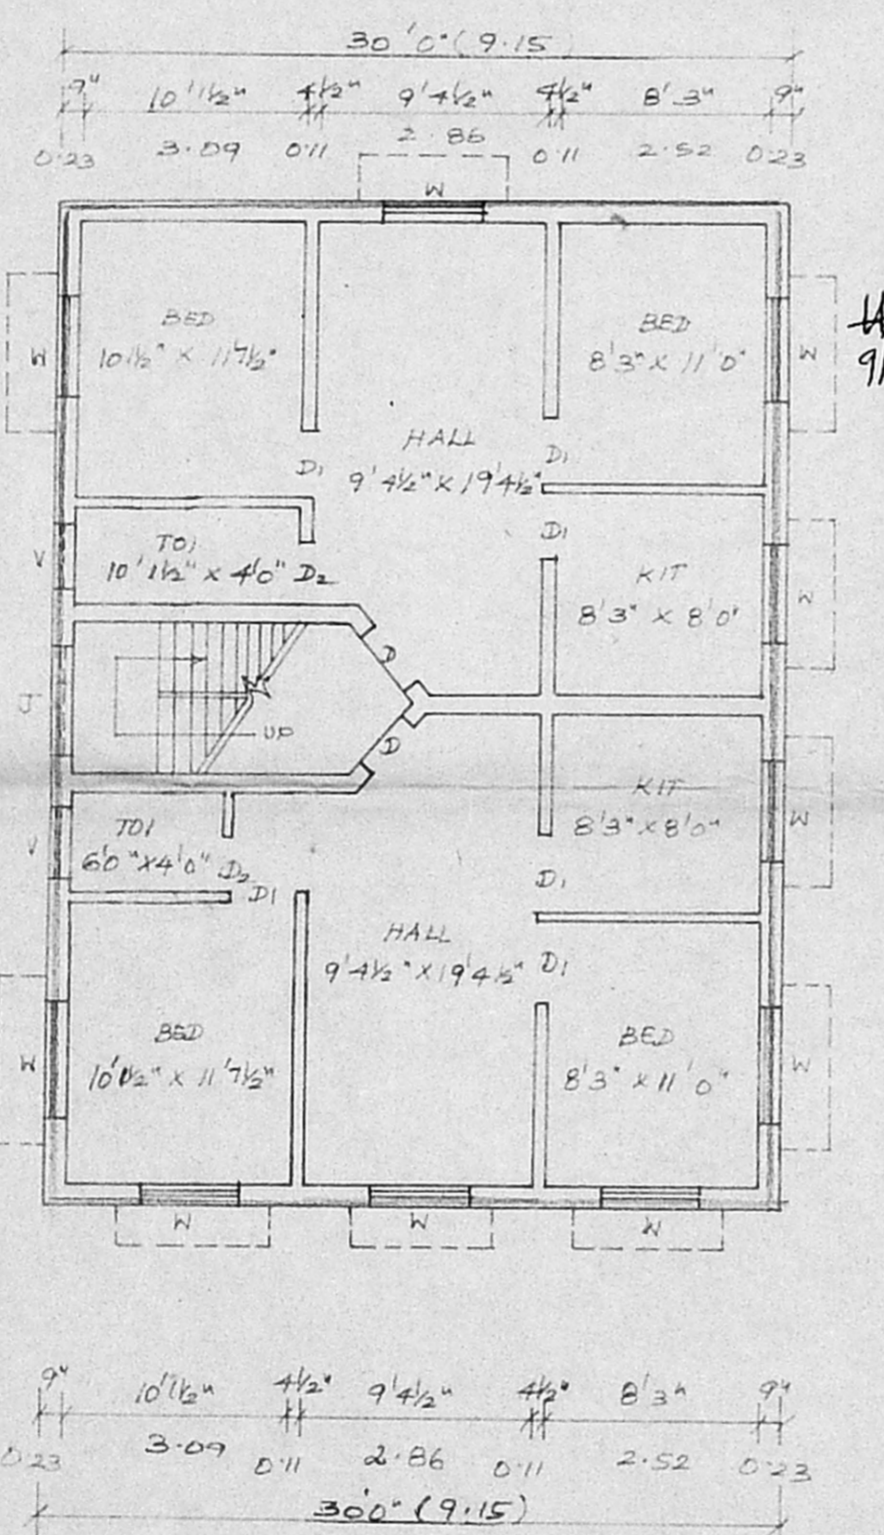 30'0"(9.15
9" 10'1½" 4½" 9'4½" 4½" 8'3" 9"
0.23 3.09 0.11 2.86 0.11 2.52 0.23
W
BED
10 1½" X 11'7½"
BED
8'3" X 11'0"
W
W
HALL
9'4½" X 19'4½"
D1
D1
D1
V
TOI
10'1½" X 4'0" D2
KIT
8'3" X 8'0"
W
D
J
UP
D
KIT
8'3" X 8'0"
W
V
TOI
6'0" X 4'0" D2
D1
D1
HALL
9'4½" X 19'4½"
D1
BED
10'1½" X 11'7½"
BED
8'3" X 11'0"
W
W
W
W
W
9" 10'1½" 4½" 9'4½" 4½" 8'3" 9"
0.23 3.09 0.11 2.86 0.11 2.52 0.23
30'0" (9.15)